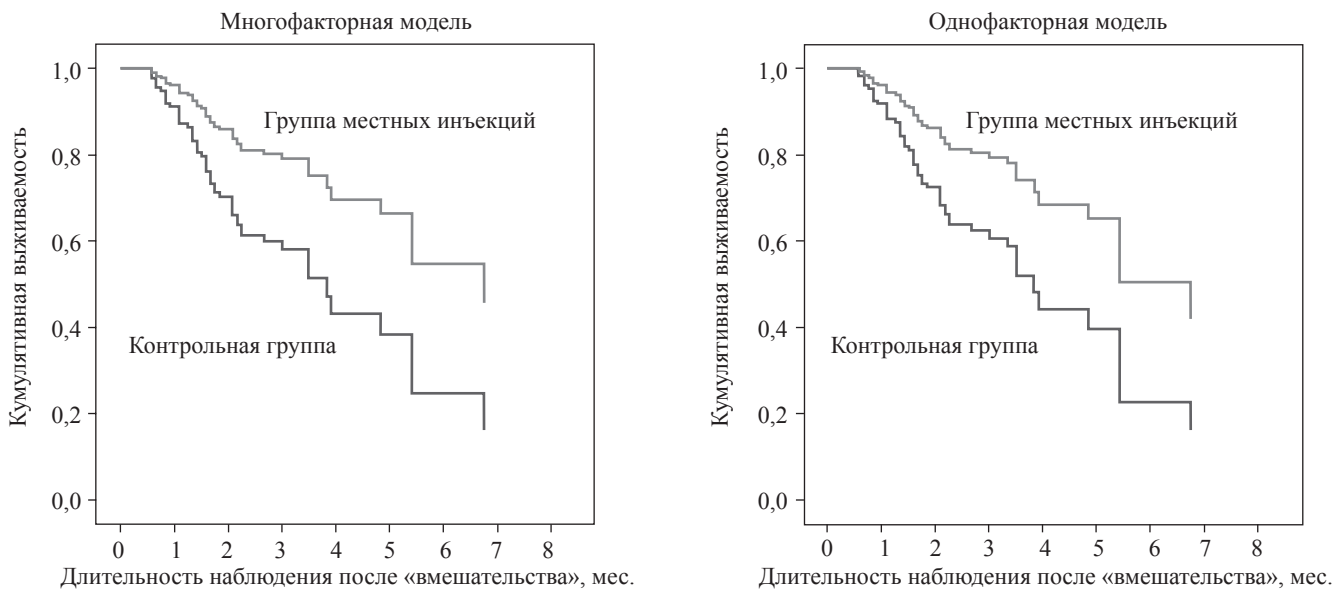 Многофакторная модель
Кумулятивная выживаемость
1,0
0,8
0,6
0,4
0,2
0,0
Группа местных инъекций
Контрольная группа
0 1 2 3 4 5 6 7 8
Длительность наблюдения после «вмешательства», мес.
Однофакторная модель
Кумулятивная выживаемость
1,0
0,8
0,6
0,4
0,2
0,0
Группа местных инъекций
Контрольная группа
0 1 2 3 4 5 6 7 8
Длительность наблюдения после «вмешательства», мес.